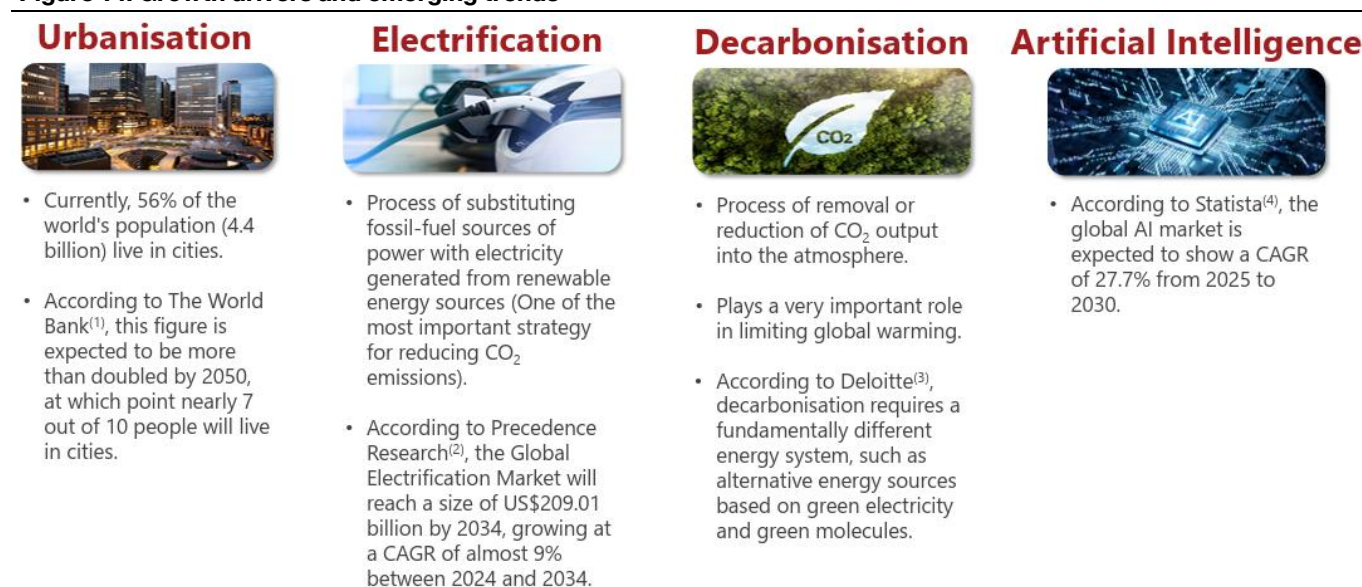 Urbanisation
Currently, 56% of the
world's population (4.4
billion) live in cities.
According to The World
Bank(1), this figure is
expected to be more
than doubled by 2050,
at which point nearly 7
out of 10 people will live
in cities.
Electrification
Process of substituting
fossil-fuel sources of
power with electricity
generated from renewable
energy sources (One of the
most important strategy
for reducing CO2
emissions).
According to Precedence
Research(2), the Global
Electrification Market will
reach a size of US$209.01
billion by 2034, growing at
a CAGR of almost 9%
between 2024 and 2034.
Decarbonisation
CO2
Process of removal or
reduction of CO2 output
into the atmosphere.
Plays a very important role
in limiting global warming.
According to Deloitte(3),
decarbonisation requires a
fundamentally different
energy system, such as
alternative energy sources
based on green electricity
and green molecules.
Artificial Intelligence
AI
According to Statista(4), the
global AI market is
expected to show a CAGR
of 27.7% from 2025 to
2030.